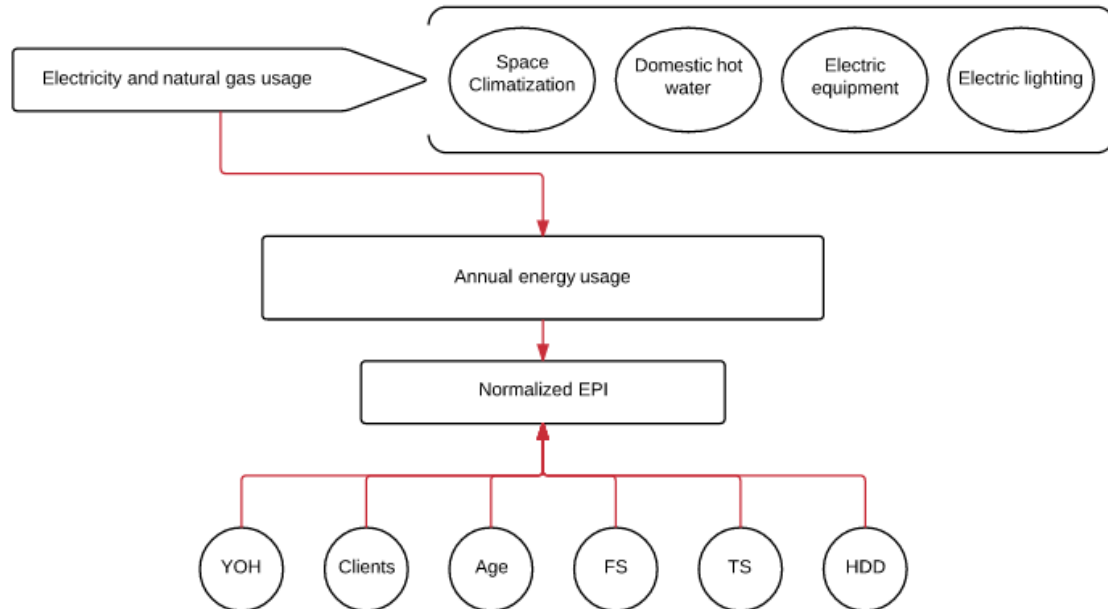 Electricity and natural gas usage
Space
Climatization
Domestic hot
water
Electric
equipment
Electric lighting
Annual energy usage
Normalized EPI
YOH
Clients
Age
FS
TS
HDD